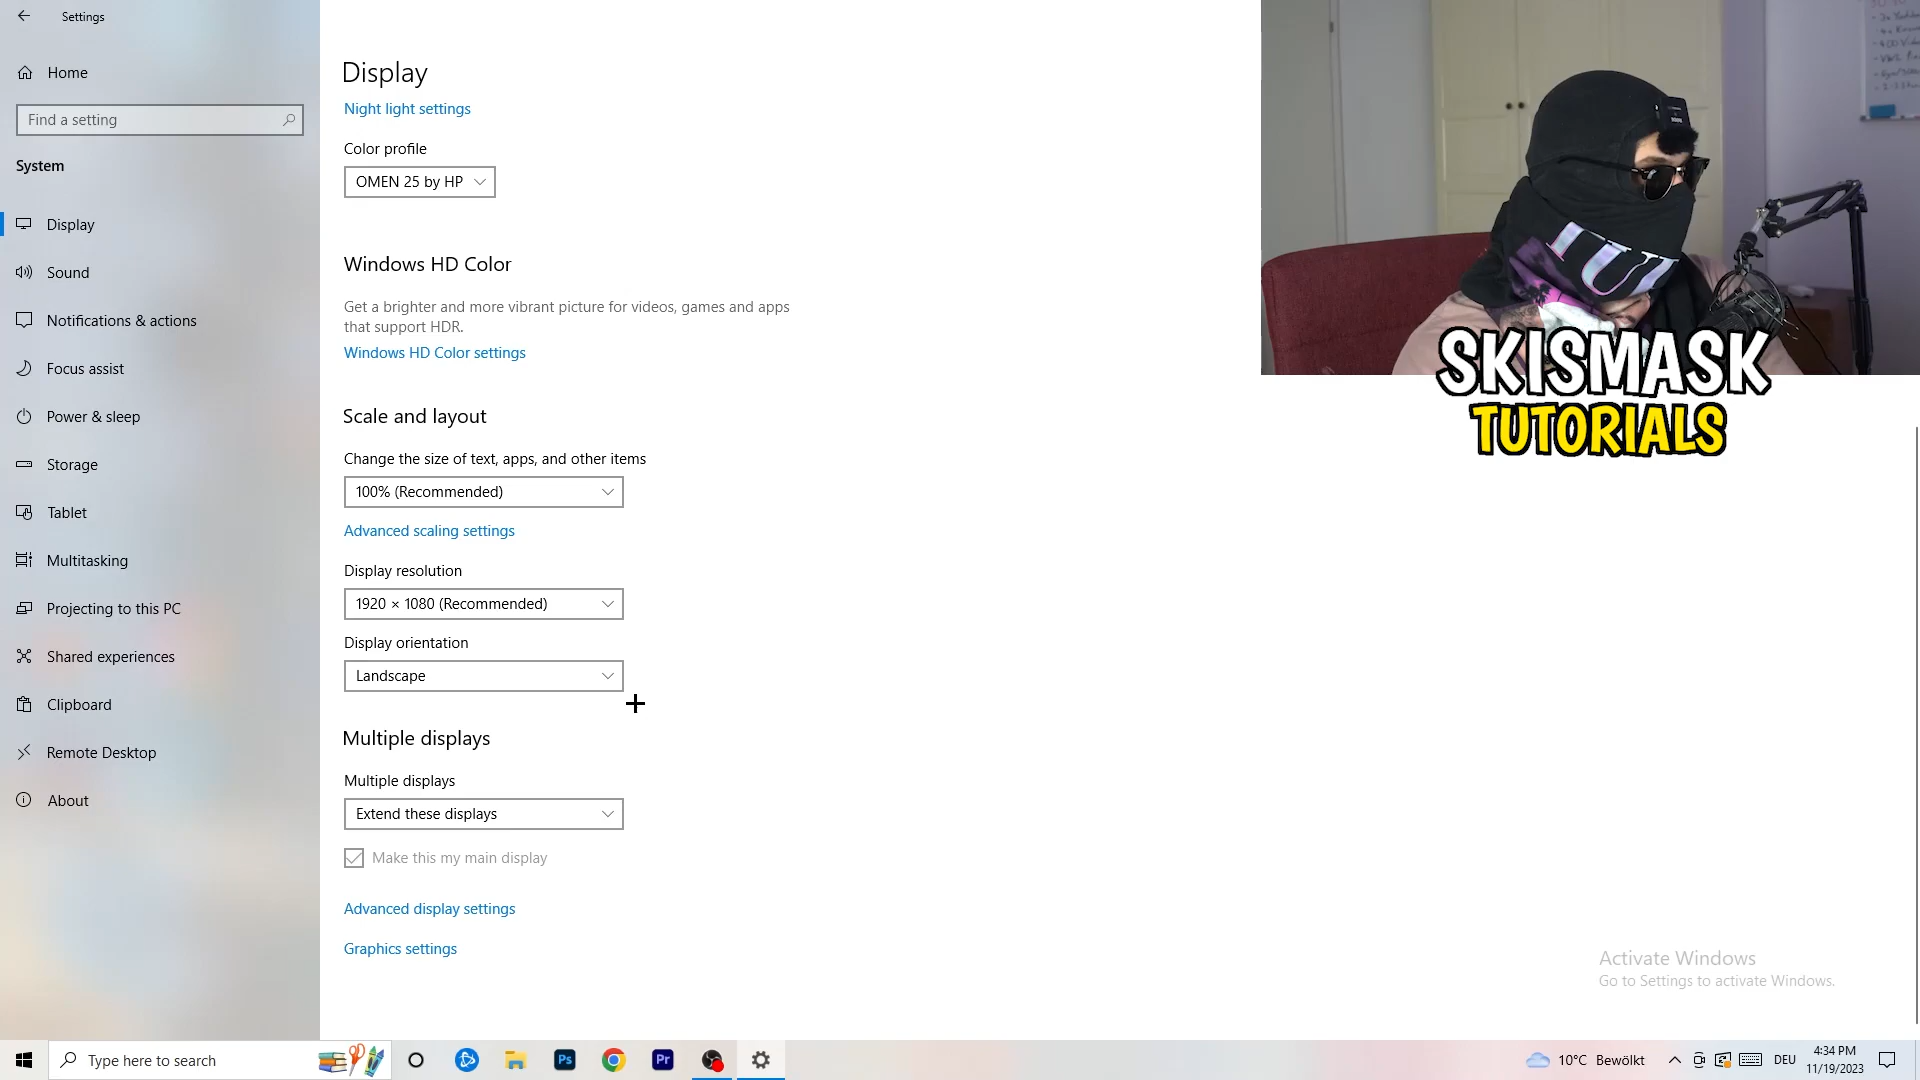 Settings
Home
Find a setting
System
Display
Sound
Notifications & actions
Focus assist
Power & sleep
Storage
Tablet
Multitasking
Projecting to this PC
Shared experiences
Clipboard
Remote Desktop
About
Display
Night light settings
Color profile
OMEN 25 by HP
Windows HD Color
Get a brighter and more vibrant picture for videos, games and apps
that support HDR.
Windows HD Color settings
Scale and layout
Change the size of text, apps, and other items
100% (Recommended)
Advanced scaling settings
Display resolution
1920 × 1080 (Recommended)
Display orientation
Landscape
Multiple displays
Multiple displays
Extend these displays
Make this my main display
Advanced display settings
Graphics settings
SKISMASK
TUTORIALS
Activate Windows
Go to Settings to activate Windows.
Type here to search
Ps
Pr
10°C Bewölkt
DEU
4:34 PM
11/19/2023